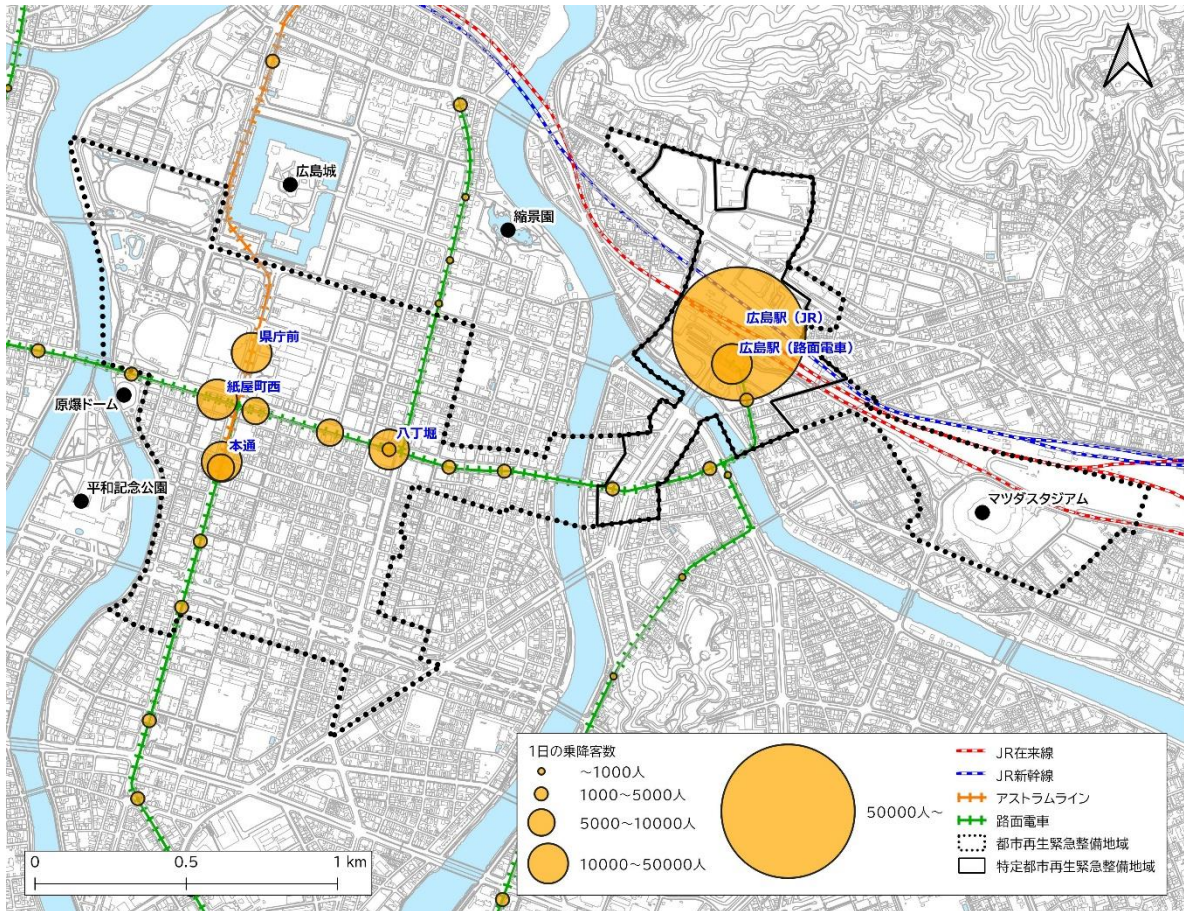 広島城
縮景園
県庁前
広島駅（JR）
広島駅（路面電車）
紙屋町西
原爆ドーム
八丁堀
本通
平和記念公園
マツダスタジアム
1日の乗降客数
～1000人
1000～5000人
5000～10000人
10000～50000人
50000人～
JR在来線
JR新幹線
アストラムライン
路面電車
都市再生緊急整備地域
特定都市再生緊急整備地域
0 0.5 1 km